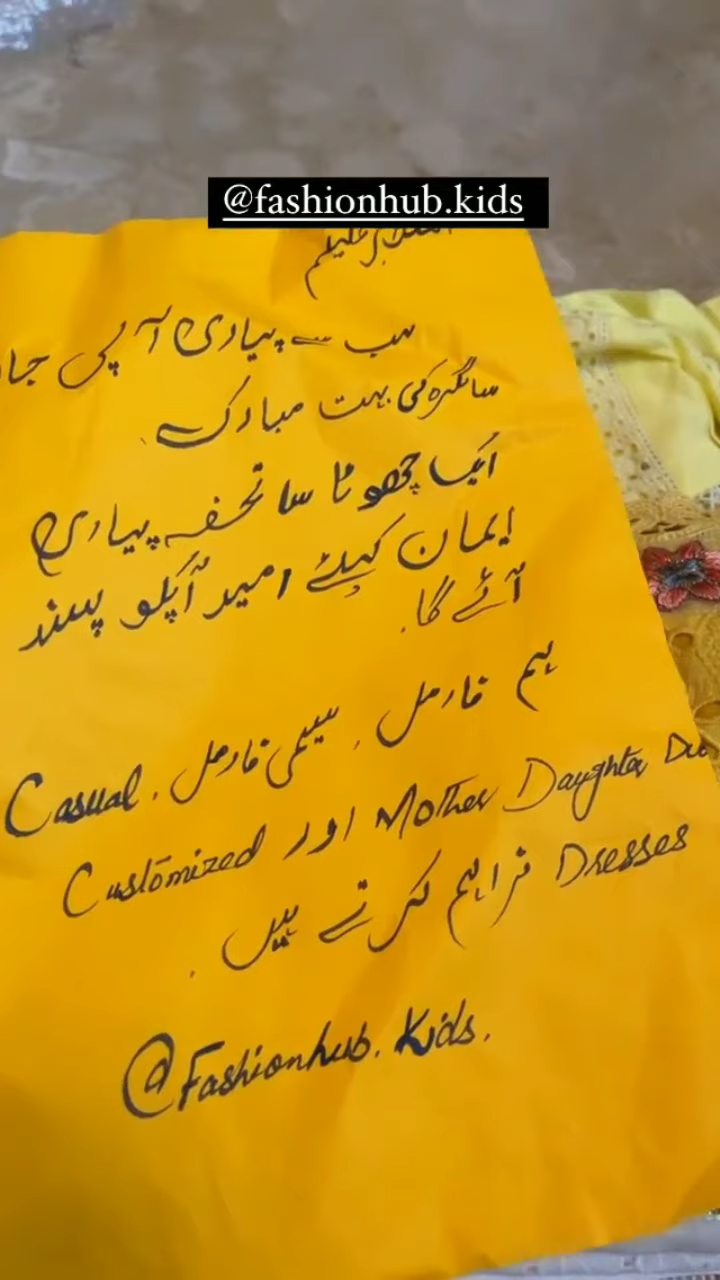 @fashionhub.kids
السلام علیکم
سب سے پیاری آپی
سالگرہ کی بہت مبارک
ایک چھوٹا سا تحفہ پیاری
ایمان کیلئے امید آپکو پسند
آئے گا.
ہم فارمل, سیمی فارمل, Casual
Customized اور Mother Daughter
Dresses فراہم کرتے ہیں.
@Fashionhub.Kids.